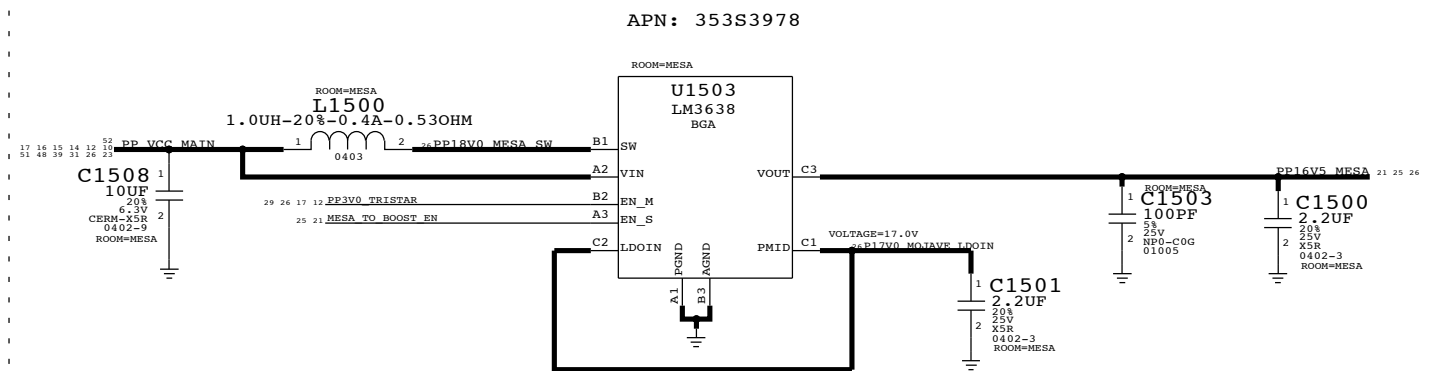 APN: 353S3978
ROOM=MESA
U1503
LM3638
BGA
ROOM=MESA
L1500
1.0UH-20%-0.4A-0.53OHM
1
2
0403
52
17 16 15 14 12 10
51 48 39 31 26 23
PP_VCC_MAIN
26 PP18V0_MESA_SW
B1
SW
A2
VIN
29 26 17 12 PP3V0_TRISTAR
B2
EN_M
25 21 MESA_TO_BOOST_EN
A3
EN_S
C2
LDOIN
VOUT
C3
PMID
C1
PGND
AGND
A1
B3
C1508
10UF
20%
6.3V
CERM-X5R
0402-9
ROOM=MESA
1
2
VOLTAGE=17.0V
26 P17V0_MOJAVE_LDOIN
C1501
2.2UF
20%
25V
X5R
0402-3
ROOM=MESA
1
2
PP16V5_MESA 21 25 26
ROOM=MESA
C1503
100PF
5%
25V
NP0-C0G
01005
1
2
C1500
2.2UF
20%
25V
X5R
0402-3
ROOM=MESA
1
2